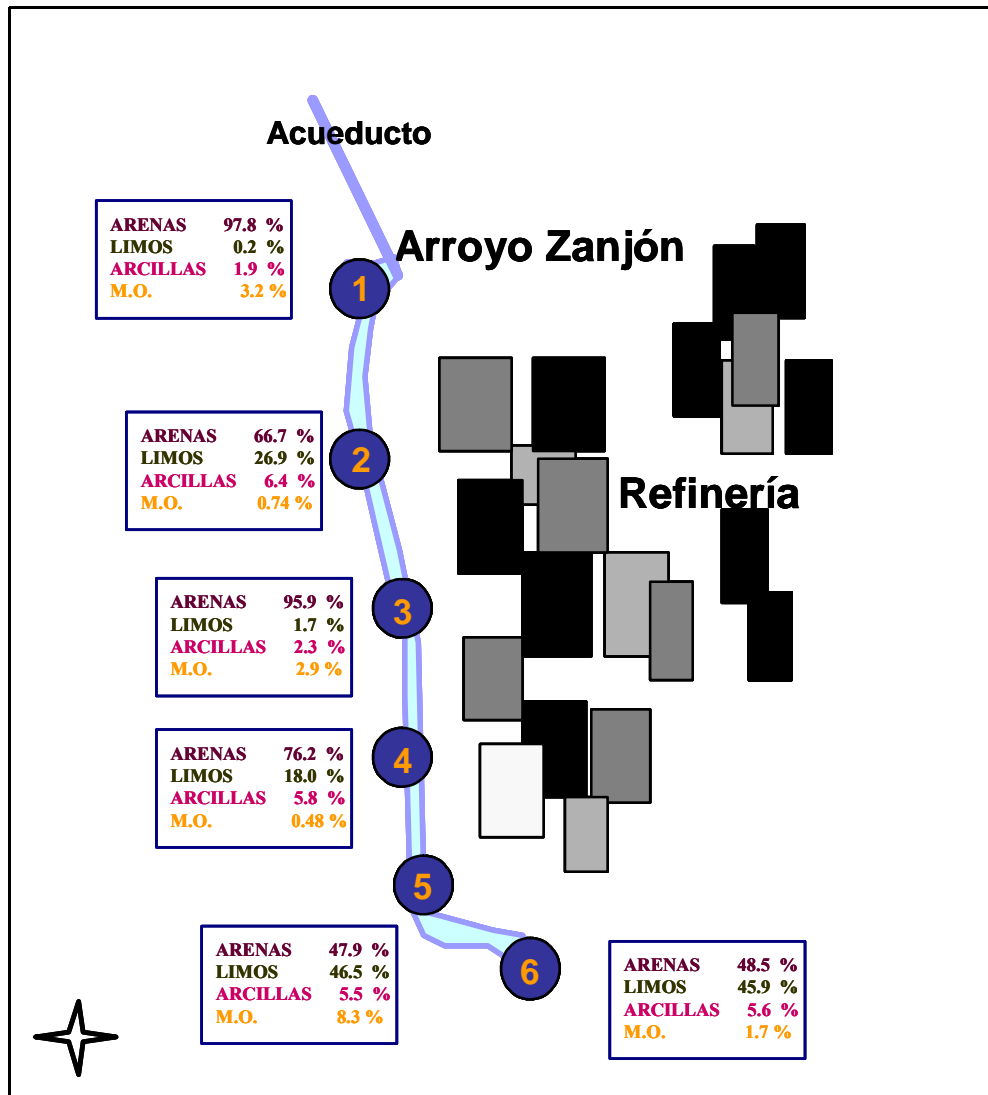 Acueducto
ARENAS 97.8 %
LIMOS 0.2 %
ARCILLAS 1.9 %
M.O. 3.2 %
Arroyo Zanjón
1
ARENAS 66.7 %
LIMOS 26.9 %
ARCILLAS 6.4 %
M.O. 0.74 %
2
Refinería
ARENAS 95.9 %
LIMOS 1.7 %
ARCILLAS 2.3 %
M.O. 2.9 %
3
ARENAS 76.2 %
LIMOS 18.0 %
ARCILLAS 5.8 %
M.O. 0.48 %
4
5
ARENAS 47.9 %
LIMOS 46.5 %
ARCILLAS 5.5 %
M.O. 8.3 %
6
ARENAS 48.5 %
LIMOS 45.9 %
ARCILLAS 5.6 %
M.O. 1.7 %